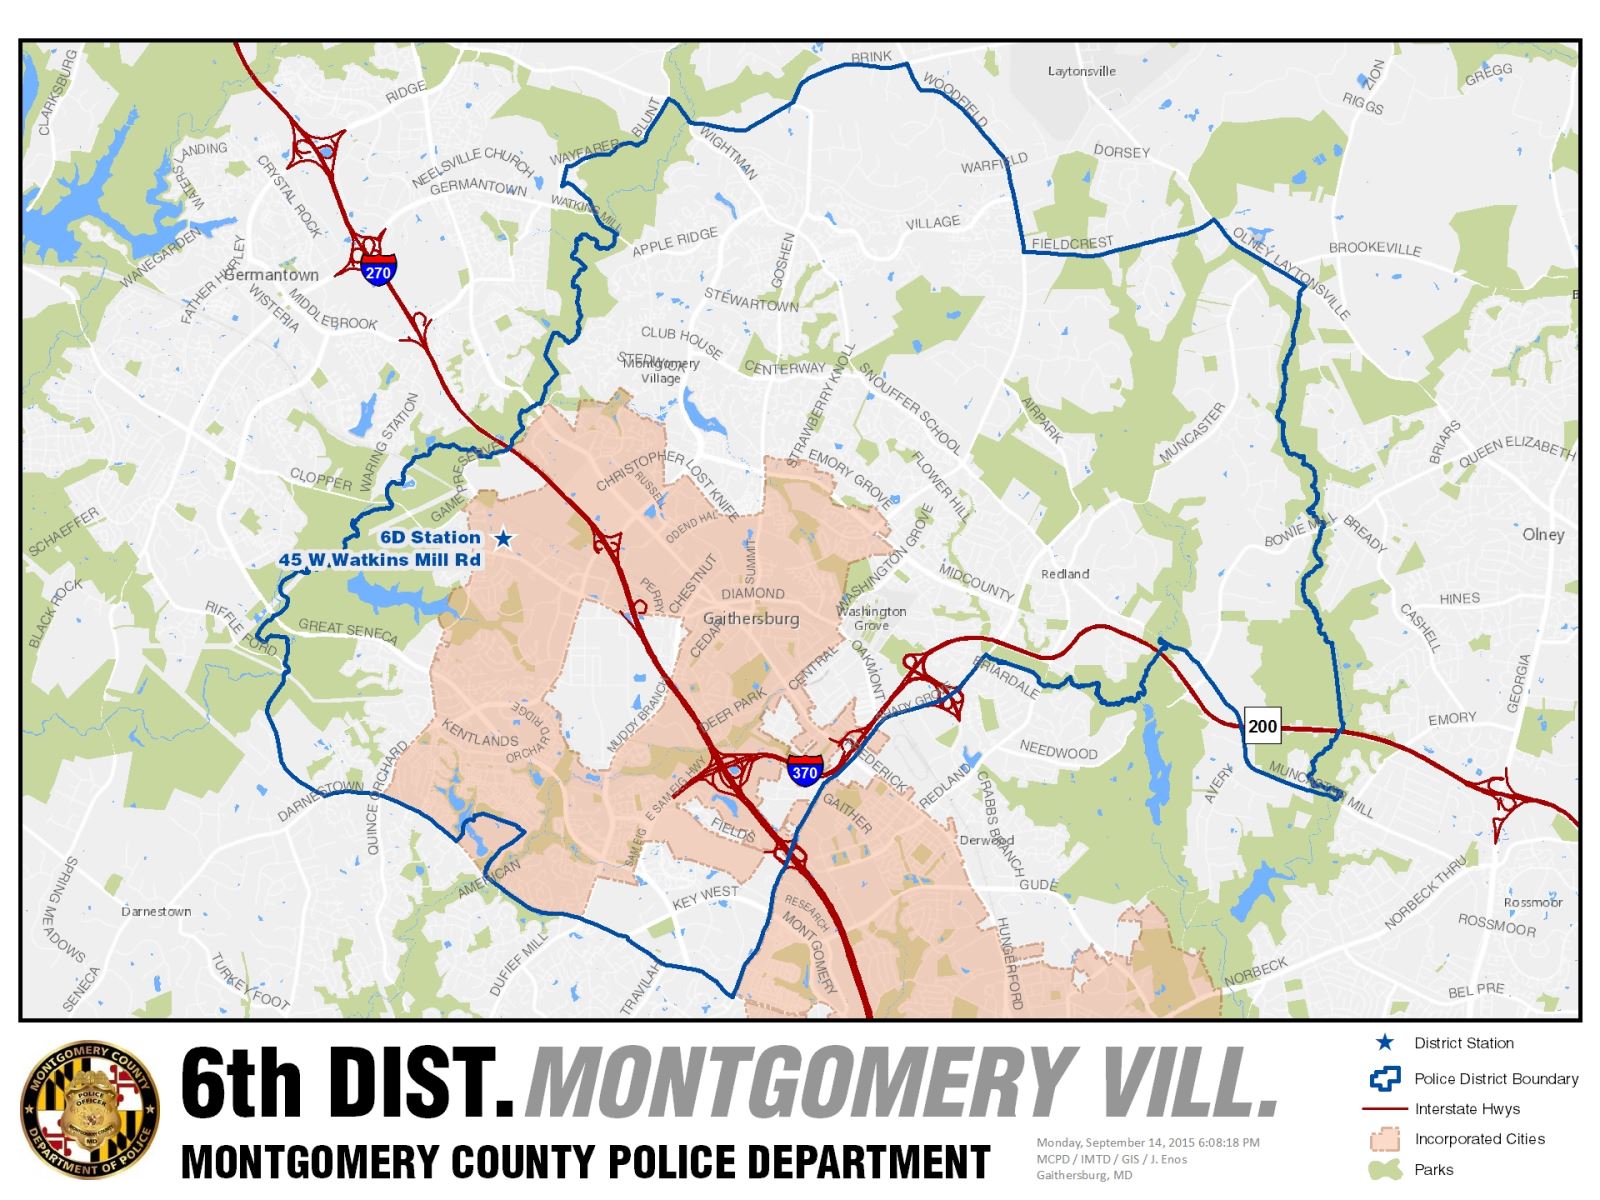 BRINK
CLARKSBURG
RIDGE
Laytonsville
ZION
GREGG
RIGGS
WOODFIELD
BLUNT
WIGHTMAN
WAYFARER
WARFIELD
DORSEY
LANDING
WATERS
CRYSTAL ROCK
NEELSVILLE CHURCH
GERMANTOWN
WATKINS MILL
VILLAGE
APPLE RIDGE
FIELDCREST
OLNEY LAYTONSVILLE
BROOKEVILLE
WANEGARDEN
FATHER HURLEY
Germantown
270
GOSHEN
WISTERIA
MIDDLEBROOK
STEWARTOWN
CLUB HOUSE
STEDWICK
Montgomery
Village
CENTERWAY
STRAWBERRY KNOLL
SNOUFFER SCHOOL
AIRPARK
MUNCASTER
BRIARS
QUEEN ELIZABETH
WARING STATION
CLOPPER
GAME PRESERVE
CHRISTOPHER
RUSSELL
LOST KNIFE
EMORY GROVE
FLOWER HILL
SCHAEFFER
6D Station
45 W Watkins Mill Rd
ODEND HAL
SUMMIT
WASHINGTON GROVE
BONIE MILL
BREADY
Olney
BLACK ROCK
PERRY
CHESTNUT
DIAMOND
MIDCOUNTY
Redland
HINES
RIFFLE FORD
GREAT SENECA
Gaithersburg
Washington
Grove
CASHELL
CEDAR
OAKMONT
CENTRAL
BRIARDALE
GEORGIA
RIDGE
KENTLANDS
ORCHARD
MUDDY BRANCH
DEER PARK
SHADY GROVE
200
EMORY
NEEDWOOD
370
FREDERICK
QUINCE ORCHARD
DARNESTOWN
E SAM EIG HWY
SAM EIG
FIELDS
GAITHER
REDLAND
CRABBS BRANCH
AVERY
MUNCASTER MILL
Derwood
SPRING MEADOWS
AMERICAN
KEY WEST
GUDE
NORBECK THRU
Rossmoor
ROSSMOOR
Darnestown
RESEARCH
MONTGOMERY
HUNGERFORD
DUFIEF MILL
TRAVILAH
TURKEY FOOT
SENECA
NORBECK
BEL PRE
MONTGOMERY COUNTY
POLICE
OFFICER
MD
DEPARTMENT OF POLICE
6th DIST. MONTGOMERY VILL.
MONTGOMERY COUNTY POLICE DEPARTMENT
Monday, September 14, 2015 6:08:18 PM
MCPD / IMTD / GIS / J. Enos
Gaithersburg, MD
District Station
Police District Boundary
Interstate Hwys
Incorporated Cities
Parks